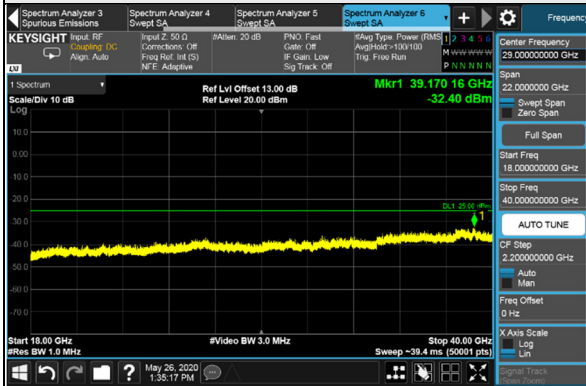 Spectrum Analyzer 3
Spurious Emissions
Spectrum Analyzer 4
Swept SA
Spectrum Analyzer 5
Swept SA
Spectrum Analyzer 6
Swept SA
Frequency
KEYSIGHT
Input: RF
Coupling: DC
Align: Auto
Input Z: 50 Ω
Corrections: Off
Freq Ref: Int (S)
NFE: Adaptive
#Atten: 20 dB
PNO: Fast
Gate: Off
IF Gain: Low
Sig Track: Off
#Avg Type: Power (RMS
Avg|Hold:>100/100
Trig: Free Run
1 2 3 4 5 6
M W W W W W
P N N N N N
LVI
1 Spectrum
Scale/Div 10 dB
Log
Ref Lvl Offset 13.00 dB
Ref Level 20.00 dBm
Mkr1 39.170 16 GHz
-32.40 dBm
10.0
0.00
-10.0
-20.0
-30.0
-40.0
-50.0
-60.0
-70.0
DL1 -25.00 dBm
1
Start 18.00 GHz
#Res BW 1.0 MHz
#Video BW 3.0 MHz
Stop 40.00 GHz
Sweep ~39.4 ms (50001 pts)
May 26, 2020
1:35:17 PM
Center Frequency
29.000000000 GHz
Span
22.0000000 GHz
Swept Span
Zero Span
Full Span
Start Freq
18.000000000 GHz
Stop Freq
40.000000000 GHz
AUTO TUNE
CF Step
2.200000000 GHz
Auto
Man
Freq Offset
0 Hz
X Axis Scale
Log
Lin
Signal Track
(Span Zoom)